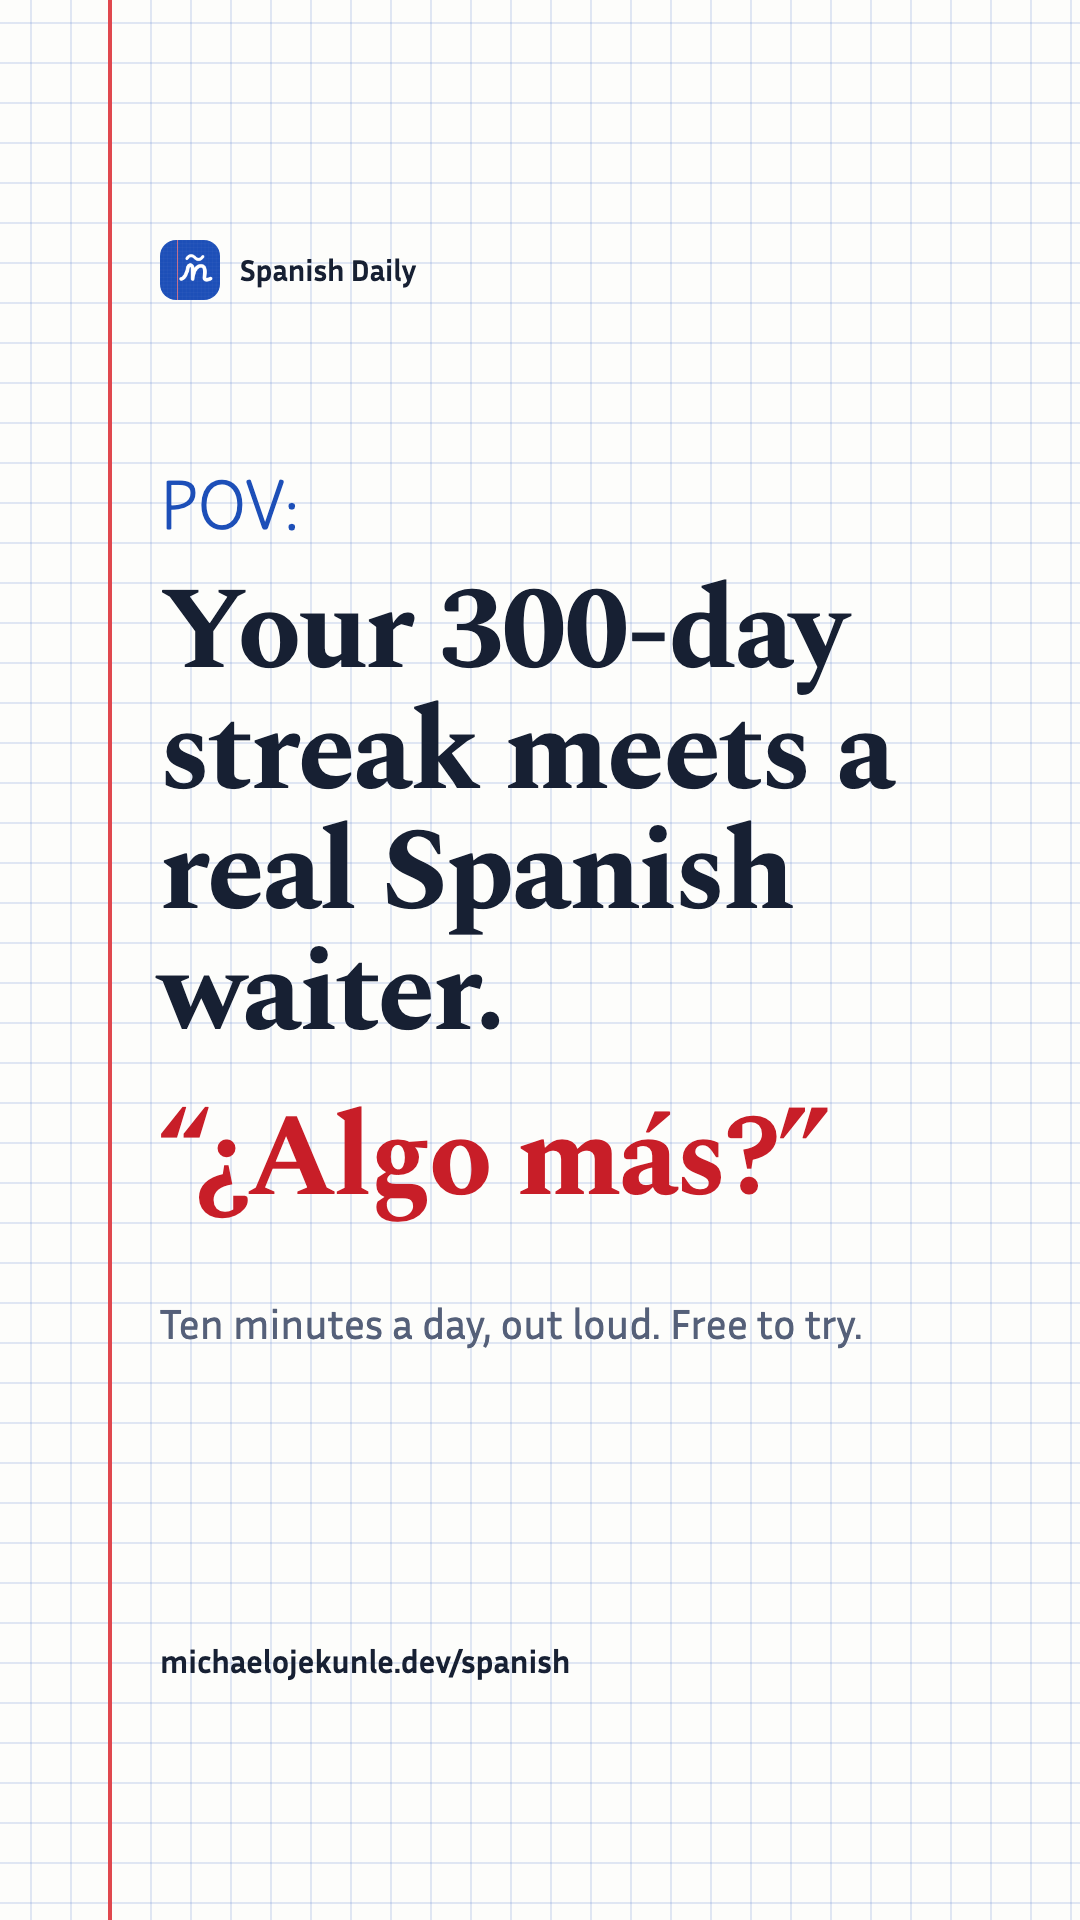 ñ
Spanish Daily
POV:
Your 300-day
streak meets a
real Spanish
waiter.
“¿Algo más?”
Ten minutes a day, out loud. Free to try.
michaelojekunle.dev/spanish